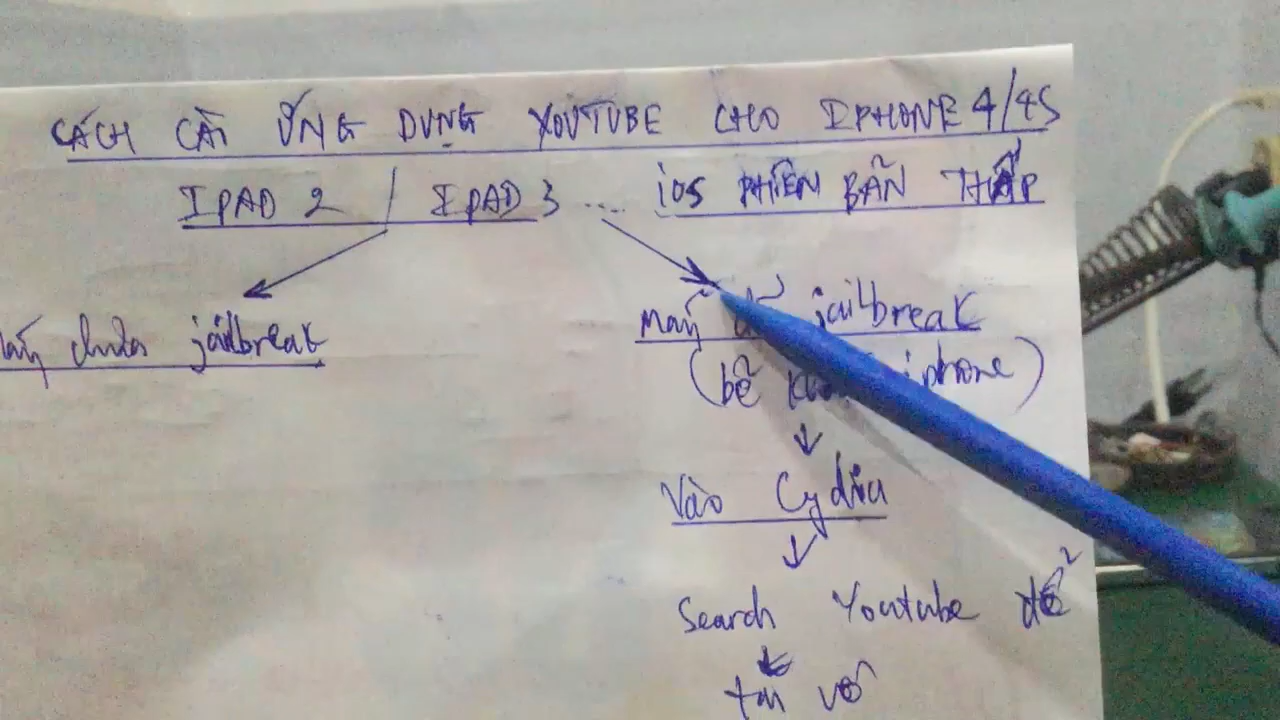 CÁCH CÀI ỨNG DỤNG YOUTUBE CHO IPHONE 4/4S
IPAD 2 / IPAD 3 ... iOS PHIÊN BẢN THẤP
chưa jailbreak
Máy jailbreak
(bẻ iphone)
Vào Cydia
Search Youtube để
tải về